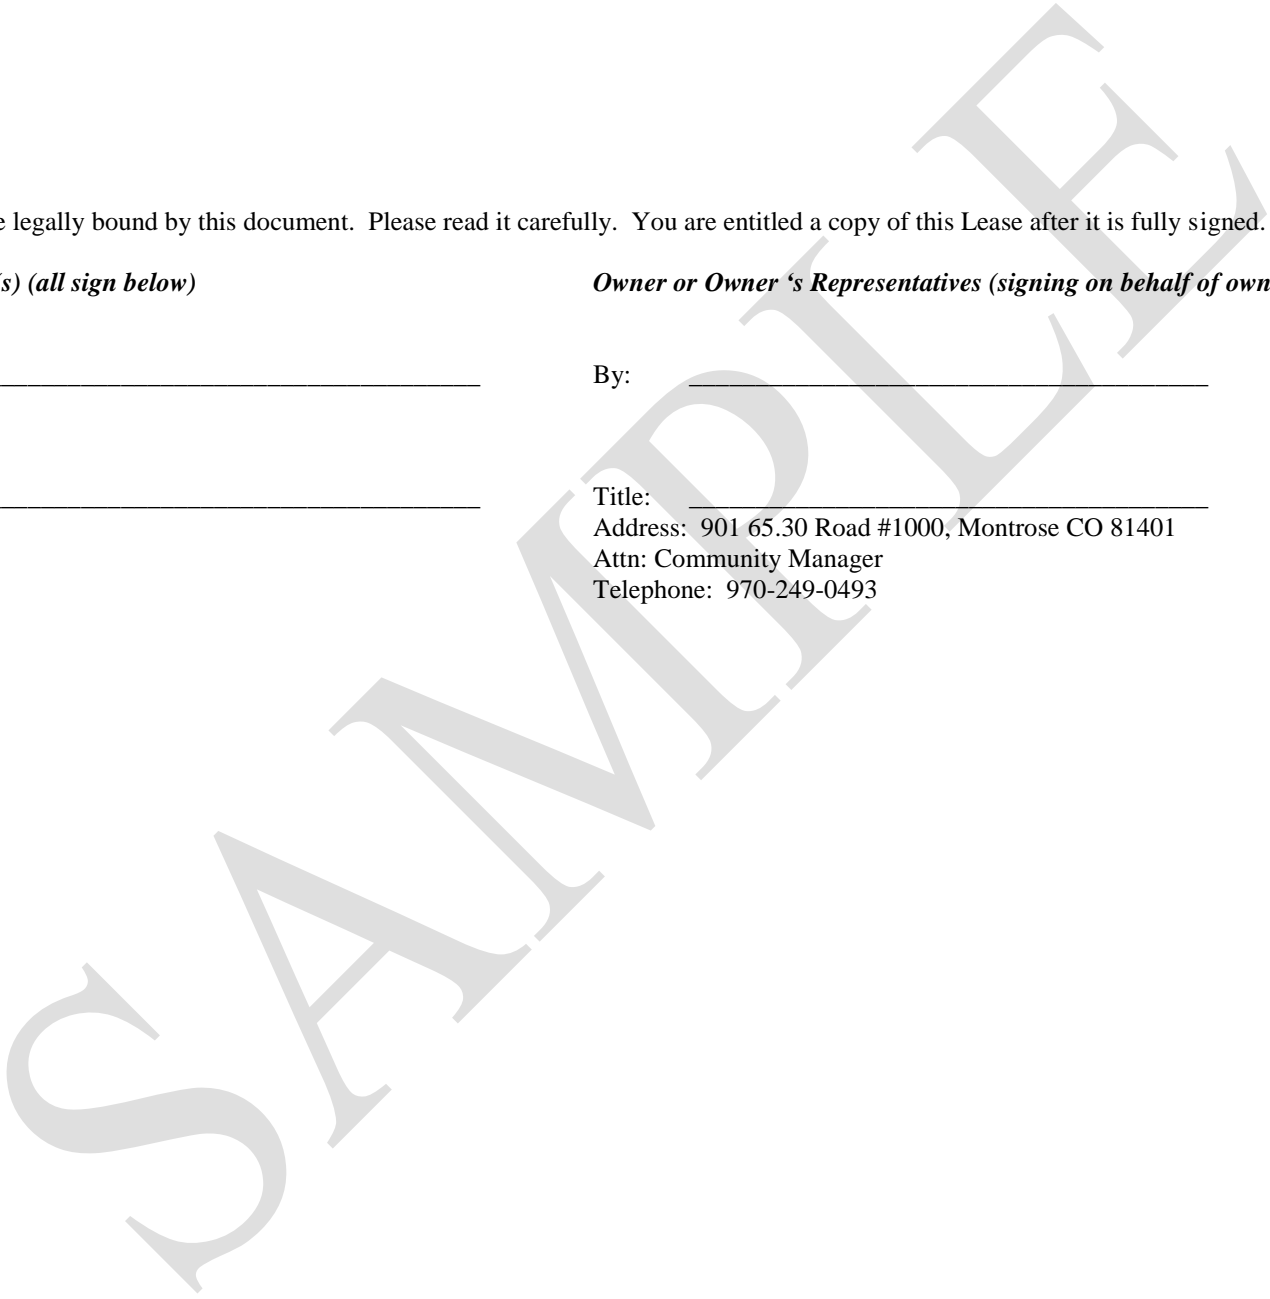 e legally bound by this document. Please read it carefully. You are entitled a copy of this Lease after it is fully signed.
s) (all sign below)
Owner or Owner ‘s Representatives (signing on behalf of own
By: ________________________________________
Title: ________________________________________
Address: 901 65.30 Road #1000, Montrose CO 81401
Attn: Community Manager
Telephone: 970-249-0493
SAMPLE